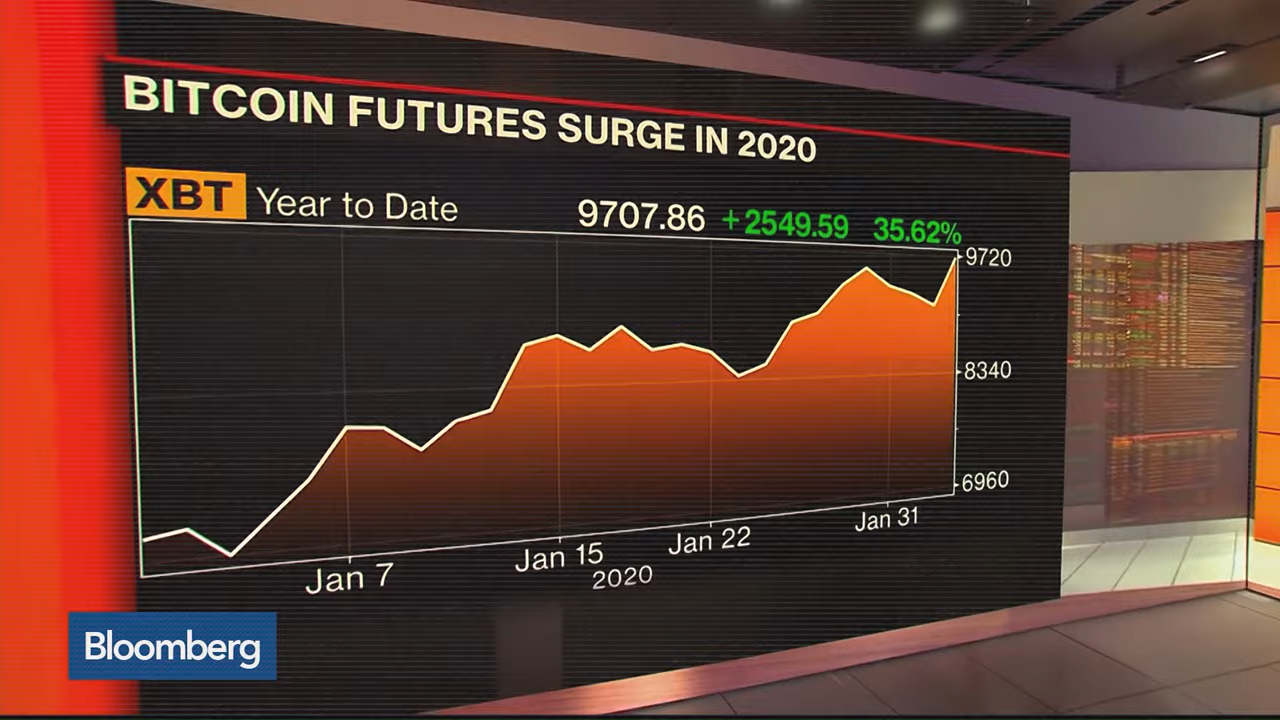 BITCOIN FUTURES SURGE IN 2020
XBT Year to Date 9707.86 +2549.59 35.62%
9720
8340
6960
Jan 7 Jan 15 Jan 22 Jan 31
2020
Bloomberg